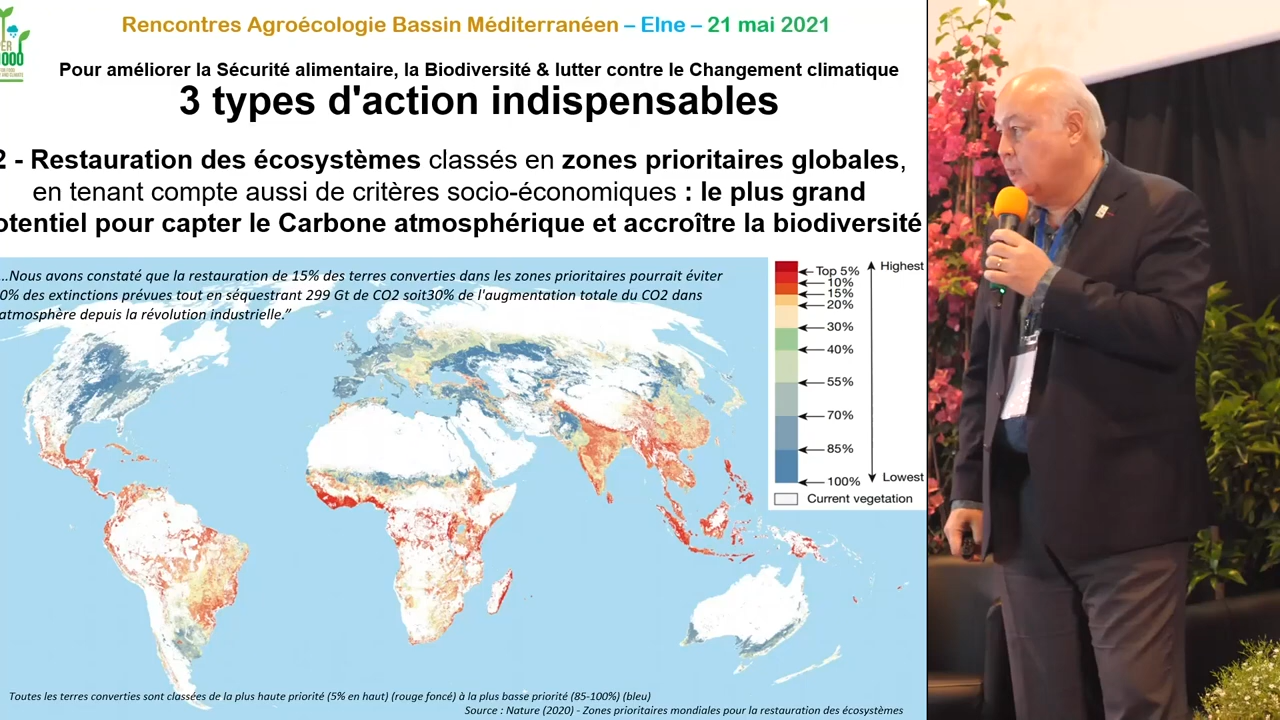 Rencontres Agroécologie Bassin Méditerranéen – Elne – 21 mai 2021
Pour améliorer la Sécurité alimentaire, la Biodiversité & lutter contre le Changement climatique
3 types d'action indispensables
2 - Restauration des écosystèmes classés en zones prioritaires globales,
en tenant compte aussi de critères socio-économiques : le plus grand
otentiel pour capter le Carbone atmosphérique et accroître la biodiversité
...Nous avons constaté que la restauration de 15% des terres converties dans les zones prioritaires pourrait éviter
0% des extinctions prévues tout en séquestrant 299 Gt de CO2 soit30% de l'augmentation totale du CO2 dans
atmosphère depuis la révolution industrielle.”
Top 5%
10%
15%
20%
30%
40%
55%
70%
85%
100%
Highest
Lowest
Current vegetation
Toutes les terres converties sont classées de la plus haute priorité (5% en haut) (rouge foncé) à la plus basse priorité (85-100%) (bleu)
Source : Nature (2020) - Zones prioritaires mondiales pour la restauration des écosystèmes